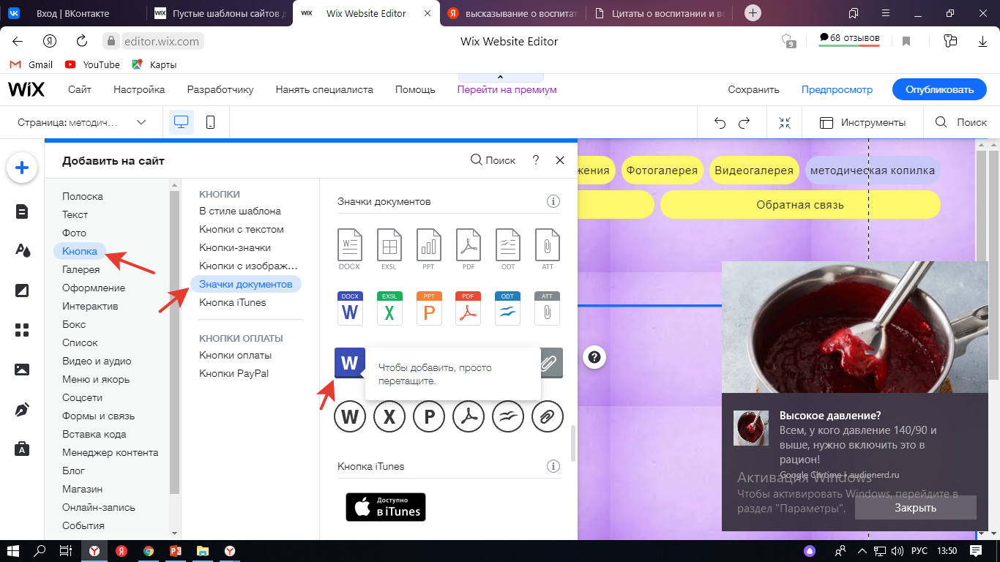 Вход | ВКонтакте
WiX
Пустые шаблоны сайтов д
WiX
Wix Website Editor
высказывание о воспитат
Цитаты о воспитании и во
editor.wix.com
Wix Website Editor
9
68 отзывов
Gmail
YouTube
Карты
WiX
Сайт
Настройка
Разработчику
Нанять специалиста
Помощь
Перейти на премиум
Сохранить
Предпросмотр
Опубликовать
Страница: методич...
Инструменты
Поиск
Добавить на сайт
Поиск
?
Полоска
Текст
Фото
Кнопка
Галерея
Оформление
Интерактив
Бокс
Список
Видео и аудио
Меню и якорь
Соцсети
Формы и связь
Вставка кода
Менеджер контента
Блог
Магазин
Онлайн-запись
События
КНОПКИ
В стиле шаблона
Кнопки с текстом
Кнопки-значки
Кнопки с изображ...
Значки документов
Кнопка iTunes
КНОПКИ ОПЛАТЫ
Кнопки оплаты
Кнопки PayPal
Значки документов
DOCX
EXSL
PPT
PDF
ODT
ATT
DOCX
EXSL
PPT
PDF
ODT
ATT
W
X
P
W
Чтобы добавить, просто
перетащите.
W
X
P
Кнопка iTunes
Доступно
в iTunes
жения
Фотогалерея
Видеогалерея
методическая копилка
Обратная связь
?
Высокое давление?
Всем, у кого давление 140/90 и
выше, нужно включить это в
рацион!
Google Chrome • audionerd.ru
Активация Windows
Чтобы активировать Windows, перейдите в
раздел "Параметры".
Закрыть
РУС
13:50